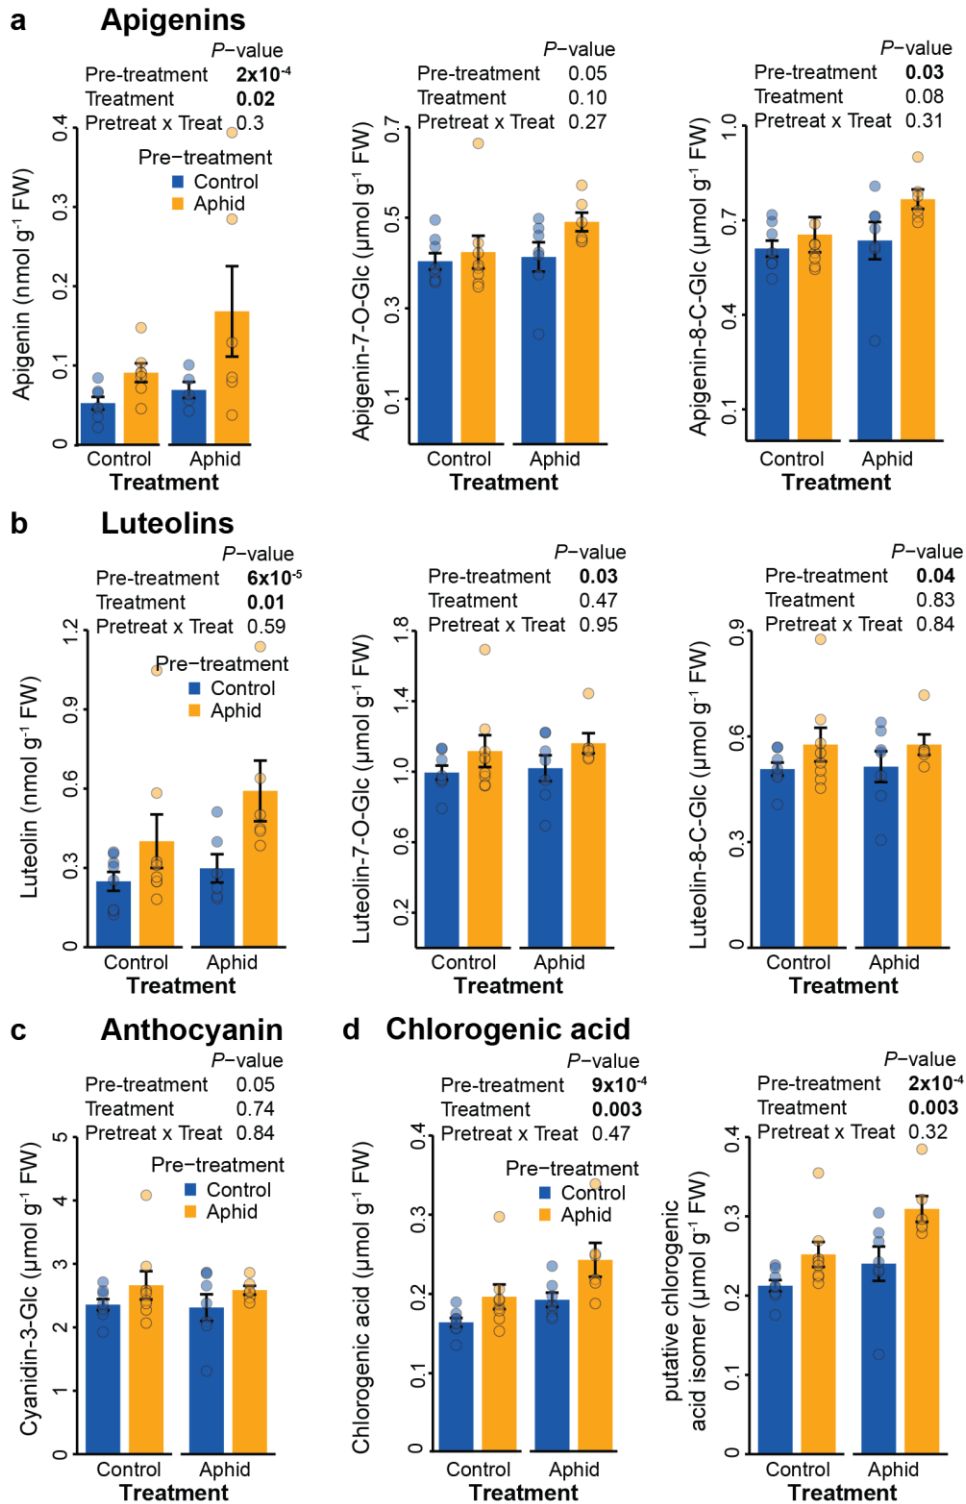 a Apigenins
P−value
Pre-treatment 2x10-4
Treatment 0.02
Pretreat x Treat 0.3
Pre−treatment
Control
Aphid
Apigenin (nmol g-1 FW)
0.4
0.3
0.2
0.1
0
Control Aphid
Treatment
P−value
Pre-treatment 0.05
Treatment 0.10
Pretreat x Treat 0.27
Apigenin-7-O-Glc (µmol g-1 FW)
0.7
0.5
0.3
0.1
Control Aphid
Treatment
P−value
Pre-treatment 0.03
Treatment 0.08
Pretreat x Treat 0.31
Apigenin-8-C-Glc (µmol g-1 FW)
1.0
0.7
0.4
0.1
Control Aphid
Treatment
b Luteolins
P−value
Pre-treatment 6x10-5
Treatment 0.01
Pretreat x Treat 0.59
Pre−treatment
Control
Aphid
Luteolin (nmol g-1 FW)
1.2
0.9
0.6
0.3
0
Control Aphid
Treatment
P−value
Pre-treatment 0.03
Treatment 0.47
Pretreat x Treat 0.95
Luteolin-7-O-Glc (µmol g-1 FW)
1.8
1.4
1.0
0.6
0.2
Control Aphid
Treatment
P−value
Pre-treatment 0.04
Treatment 0.83
Pretreat x Treat 0.84
Luteolin-8-C-Glc (µmol g-1 FW)
0.9
0.6
0.3
0
Control Aphid
Treatment
c Anthocyanin
P−value
Pre-treatment 0.05
Treatment 0.74
Pretreat x Treat 0.84
Pre−treatment
Control
Aphid
Cyanidin-3-Glc (µmol g-1 FW)
5
4
3
2
1
0
Control Aphid
Treatment
d Chlorogenic acid
P−value
Pre-treatment 9x10-4
Treatment 0.003
Pretreat x Treat 0.47
Pre−treatment
Control
Aphid
Chlorogenic acid (µmol g-1 FW)
0.4
0.3
0.2
0.1
0
Control Aphid
Treatment
P−value
Pre-treatment 2x10-4
Treatment 0.003
Pretreat x Treat 0.32
putative chlorogenic
acid isomer (µmol g-1 FW)
0.4
0.3
0.2
0.1
0
Control Aphid
Treatment